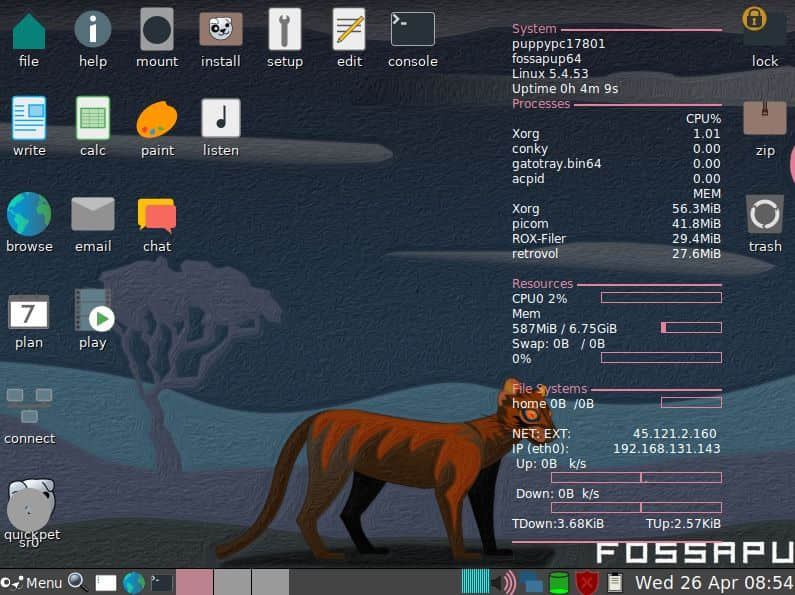 file help mount install setup edit console
write calc paint listen
browse email chat
7
plan play
connect
quickpet
sr0
System
puppypc17801
fossapup64
Linux 5.4.53
Uptime 0h 4m 9s
Processes
CPU%
Xorg 1.01
conky 0.00
gatotray.bin64 0.00
acpid 0.00
MEM
Xorg 56.3MiB
picom 41.8MiB
ROX-Filer 29.4MiB
retrovol 27.6MiB
Resources
CPU0 2%
Mem
587MiB / 6.75GiB
Swap: 0B / 0B
0%
File Systems
home 0B /0B
NET: EXT: 45.121.2.160
IP (eth0): 192.168.131.143
Up: 0B k/s
Down: 0B k/s
TDown:3.68KiB TUp:2.57KiB
lock
zip
trash
FOSSAPU
Menu
Wed 26 Apr 08:54